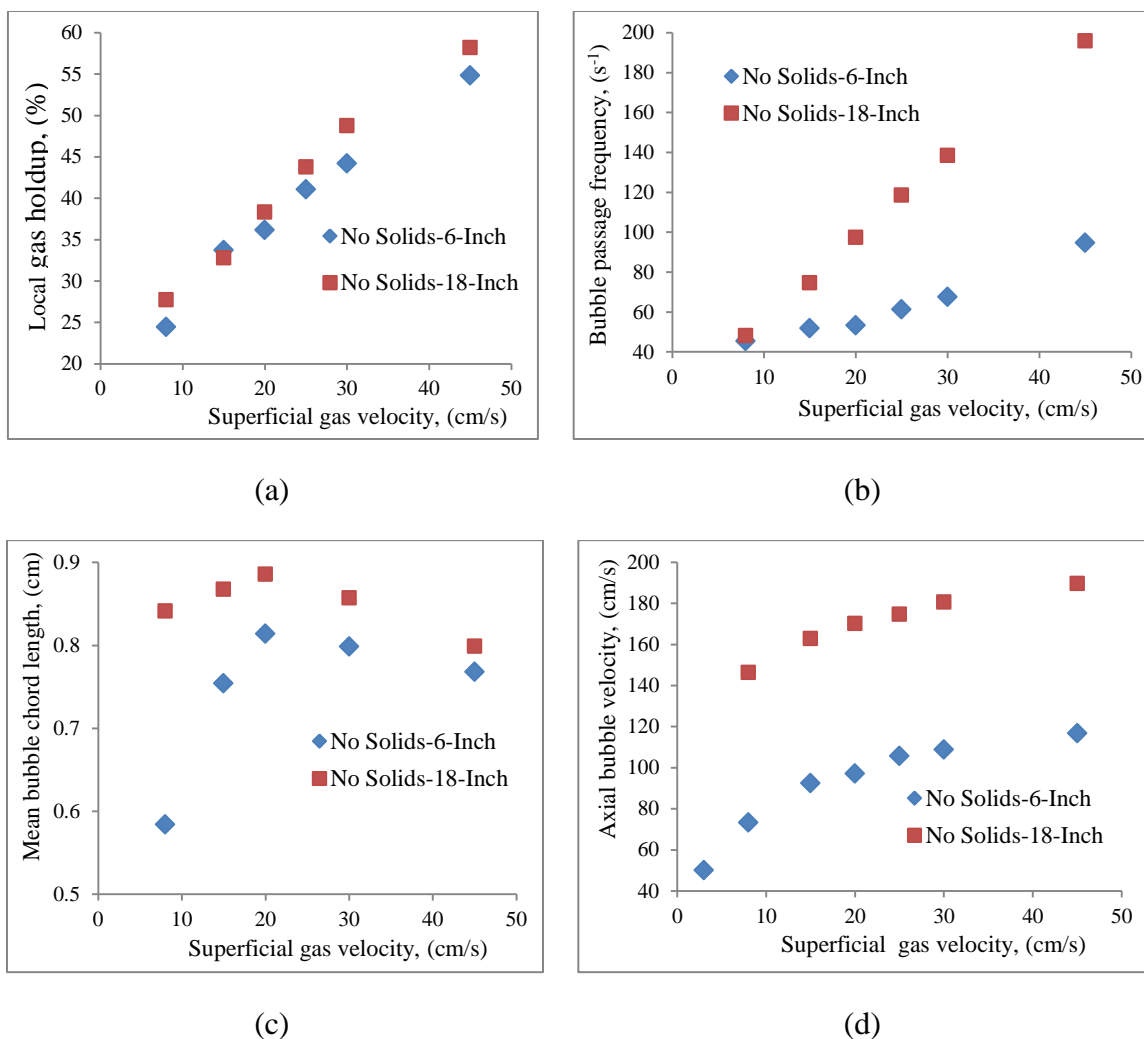 Local gas holdup, (%)
60
55
50
45
40
35
30
25
20
0 10 20 30 40 50
Superficial gas velocity, (cm/s)
No Solids-6-Inch
No Solids-18-Inch
(a)
Bubble passage frequency, (s⁻¹)
200
180
160
140
120
100
80
60
40
0 10 20 30 40 50
Superficial gas velocity, (cm/s)
No Solids-6-Inch
No Solids-18-Inch
(b)
Mean bubble chord length, (cm)
0.9
0.8
0.7
0.6
0.5
0 10 20 30 40 50
Superficial gas velocity, (cm/s)
No Solids-6-Inch
No Solids-18-Inch
(c)
Axial bubble velocity, (cm/s)
200
180
160
140
120
100
80
60
40
0 10 20 30 40 50
Superficial gas velocity, (cm/s)
No Solids-6-Inch
No Solids-18-Inch
(d)